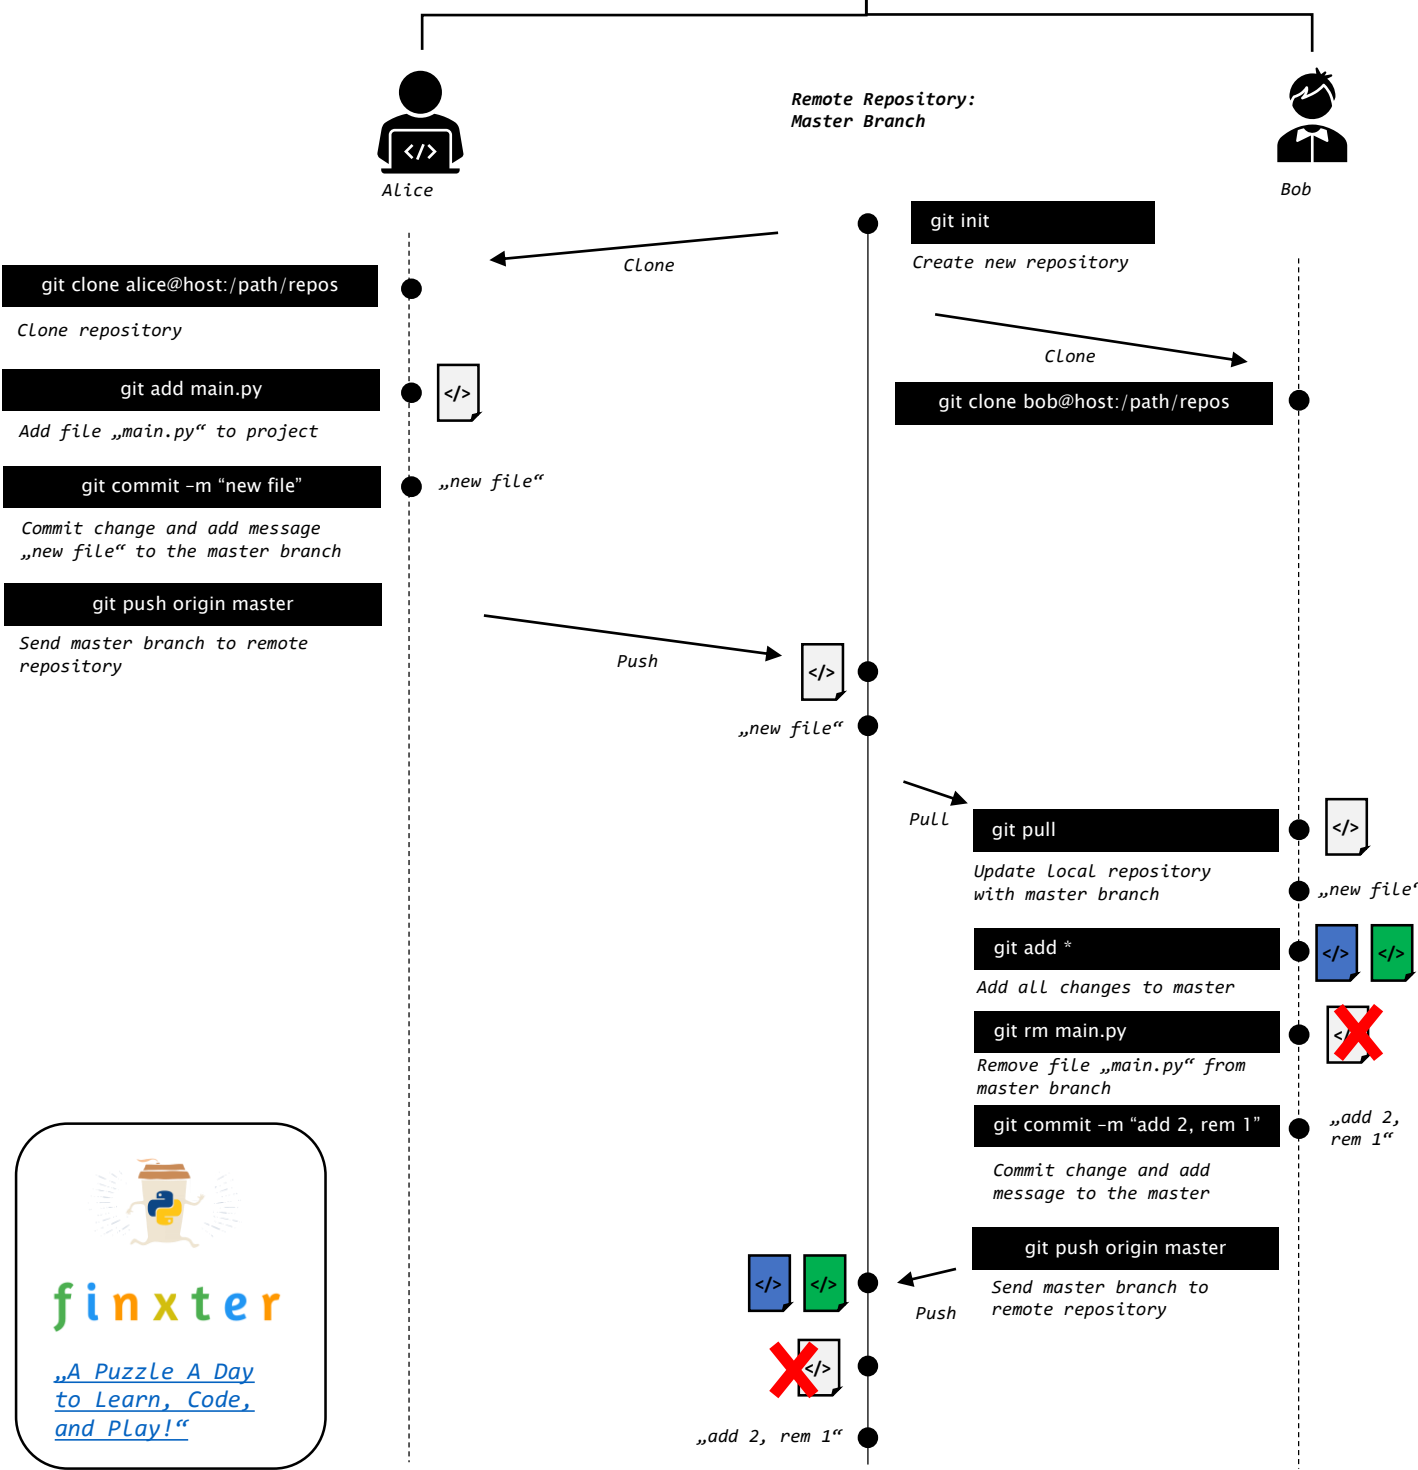 Remote Repository:
Master Branch
Alice
Bob
git init
Create new repository
Clone
git clone alice@host:/path/repos
Clone repository
Clone
git clone bob@host:/path/repos
git add main.py
</>
Add file „main.py“ to project
git commit –m “new file”
„new file“
Commit change and add message
„new file“ to the master branch
git push origin master
Send master branch to remote
repository
Push
</>
„new file“
Pull
git pull
</>
Update local repository
with master branch
„new file“
git add *
</>
</>
Add all changes to master
git rm main.py
Remove file „main.py“ from
master branch
git commit –m “add 2, rem 1”
„add 2,
rem 1“
Commit change and add
message to the master
git push origin master
Send master branch to
remote repository
Push
</>
</>
</>
„add 2, rem 1“
finxter
„A Puzzle A Day
to Learn, Code,
and Play!“